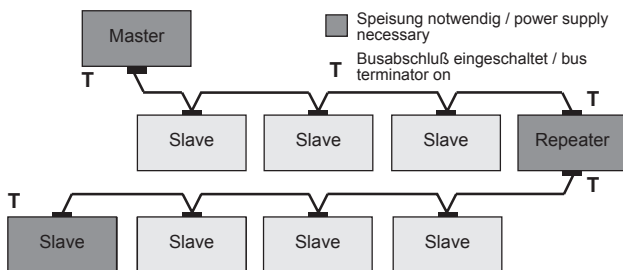 Master
Speisung notwendig / power supply
necessary
T
T
Busabschluß eingeschaltet / bus
terminator on
T
Slave
Slave
Slave
Repeater
T
T
Slave
Slave
Slave
Slave